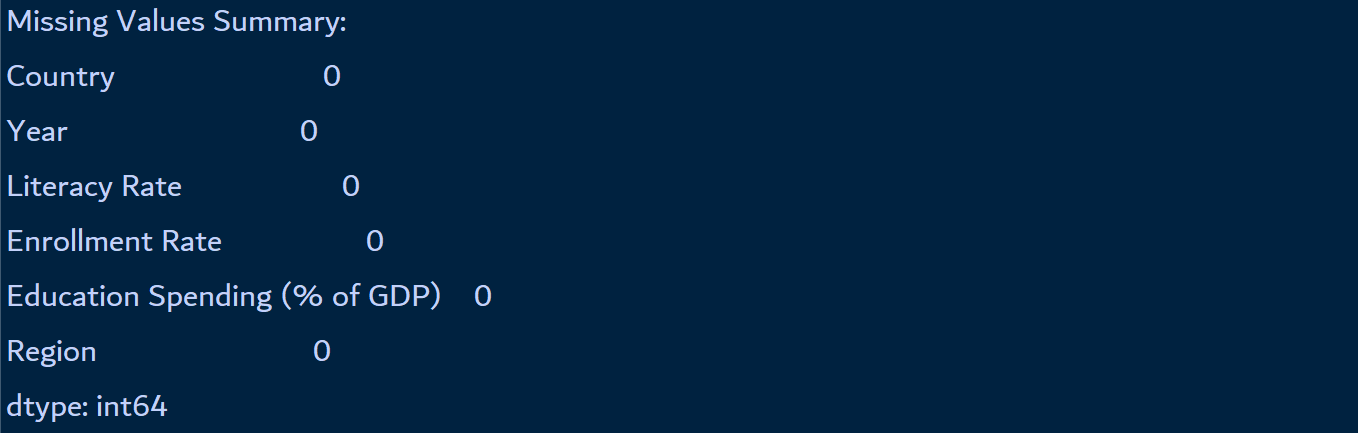 Missing Values Summary:
Country 0
Year 0
Literacy Rate 0
Enrollment Rate 0
Education Spending (% of GDP) 0
Region 0
dtype: int64